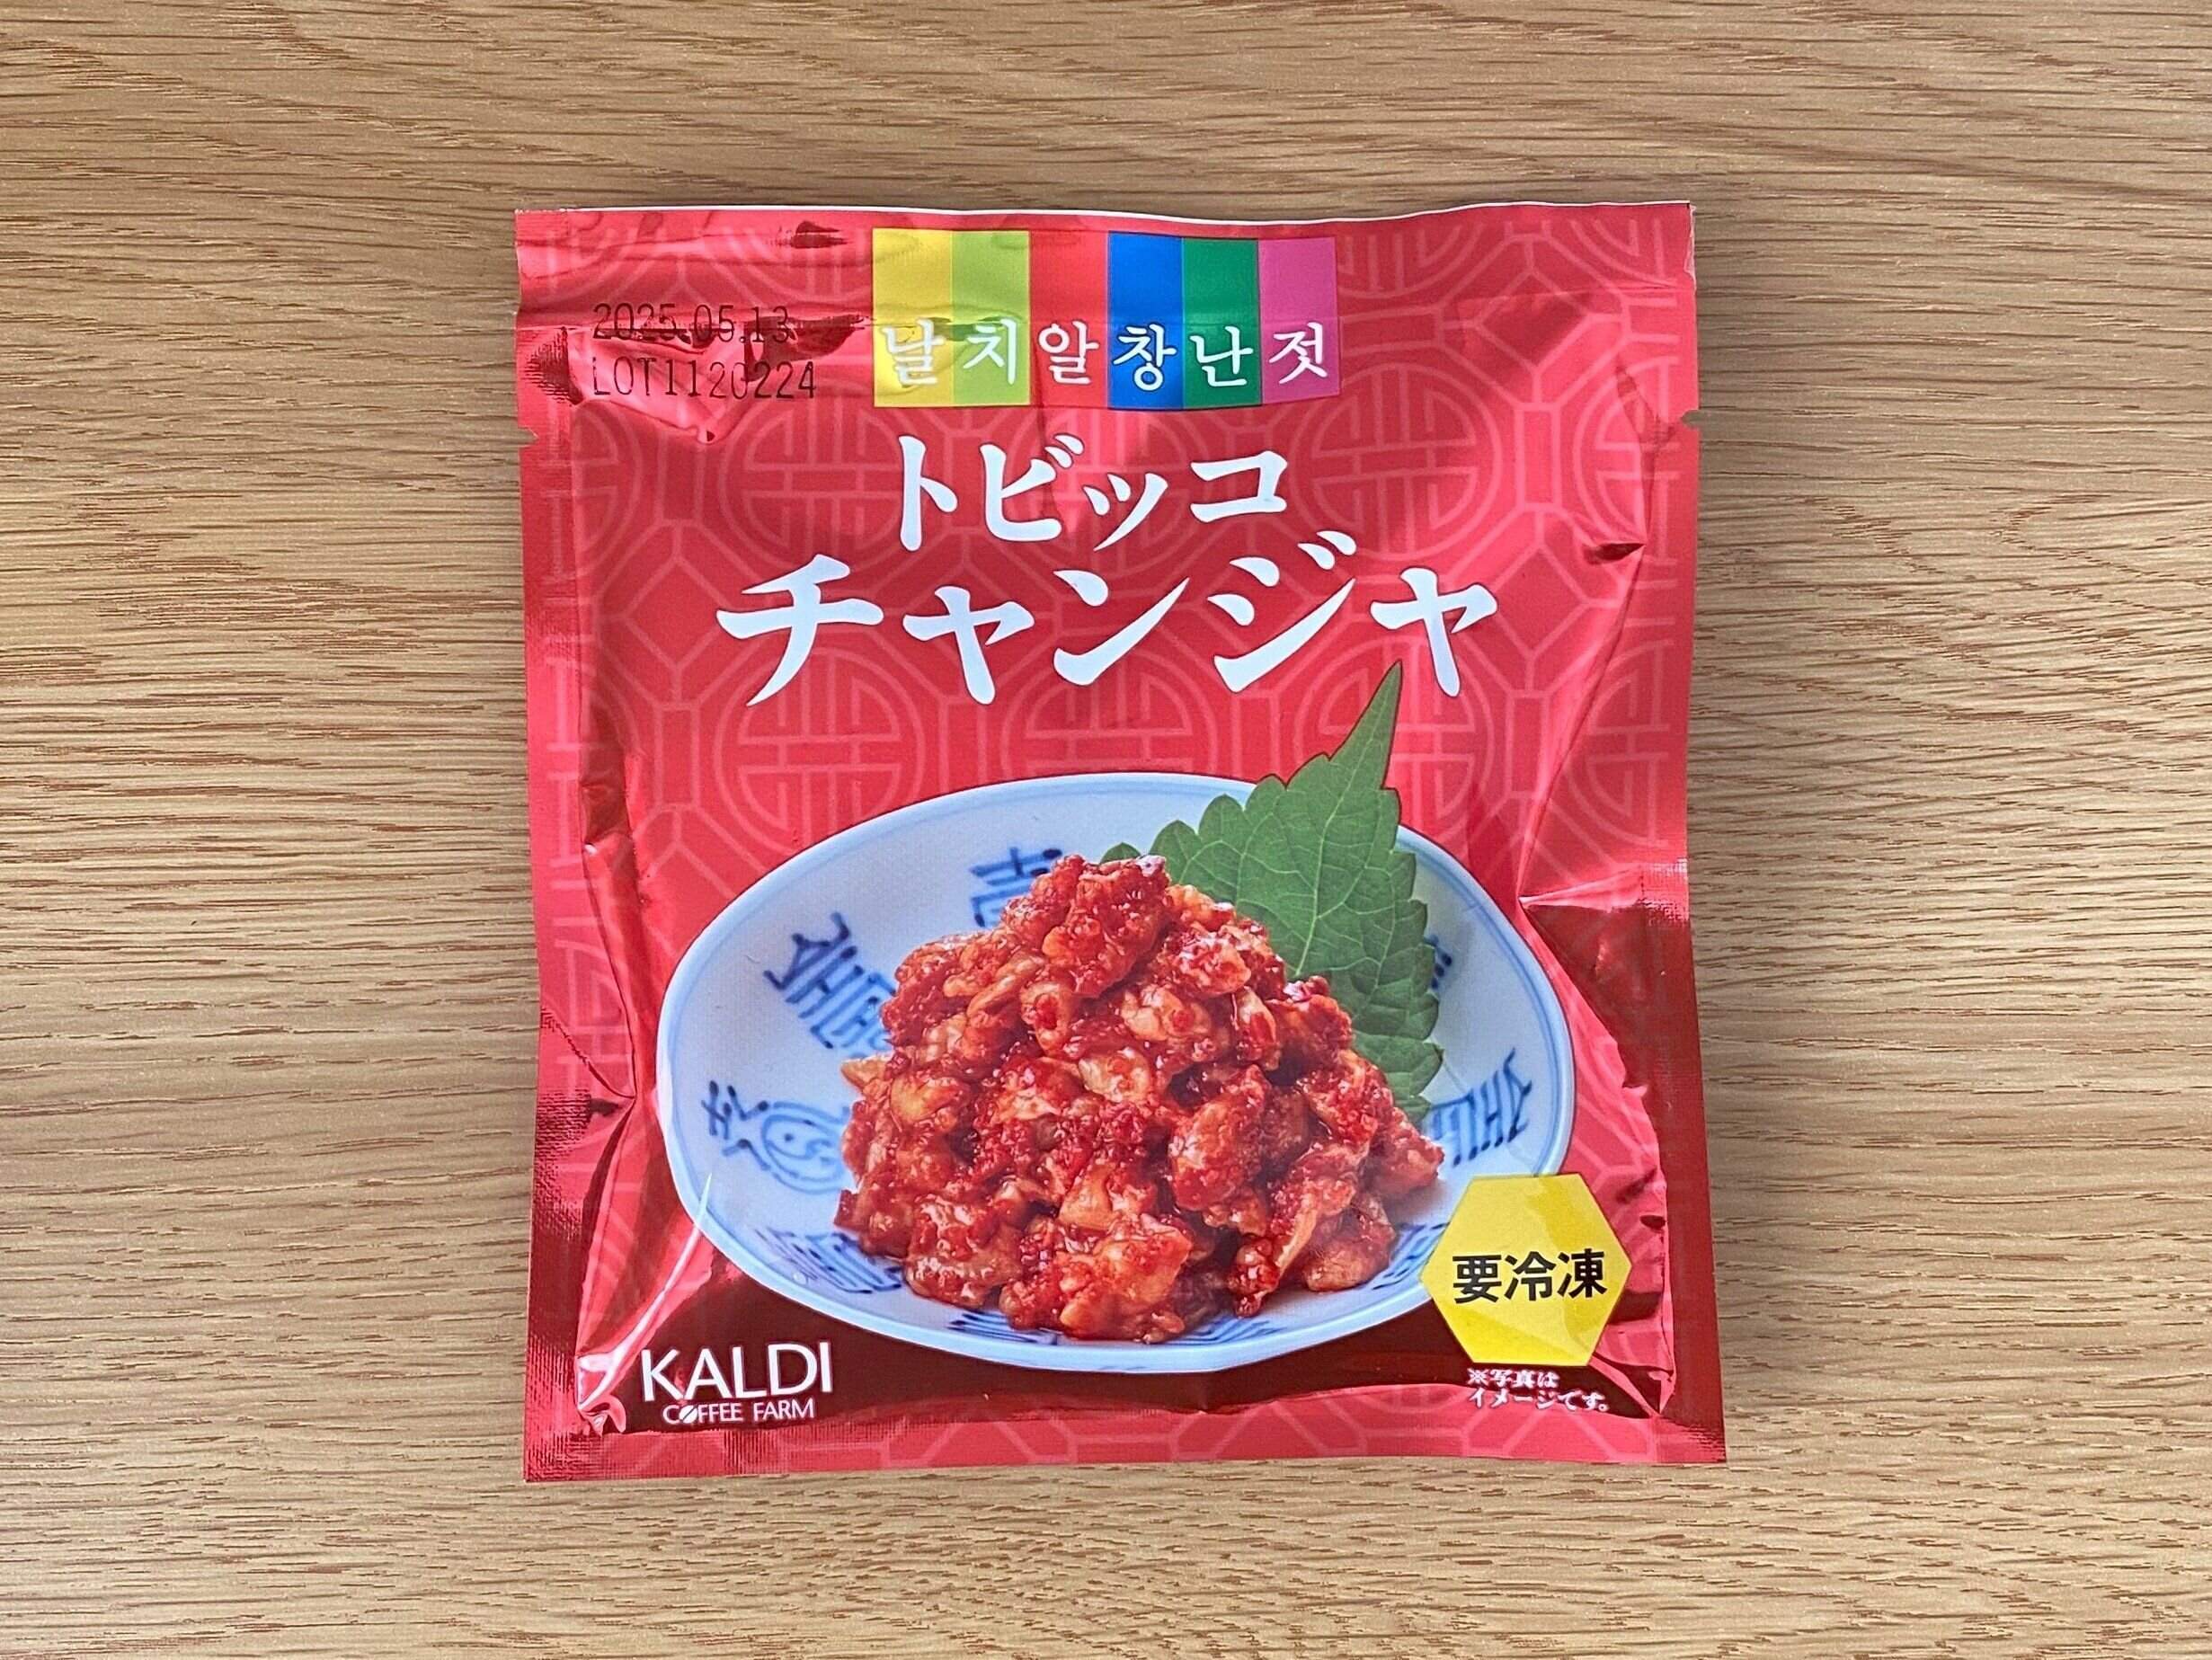 2025.05.13
LOT1120224
날치알창난젓
トビッコ
チャンジャ
要冷凍
※写真は
イメージです。
KALDI
COFFEE FARM